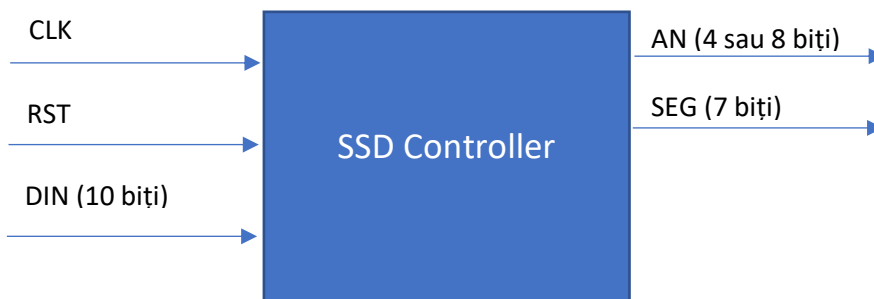 CLK
RST
DIN (10 biți)
SSD Controller
AN (4 sau 8 biți)
SEG (7 biți)